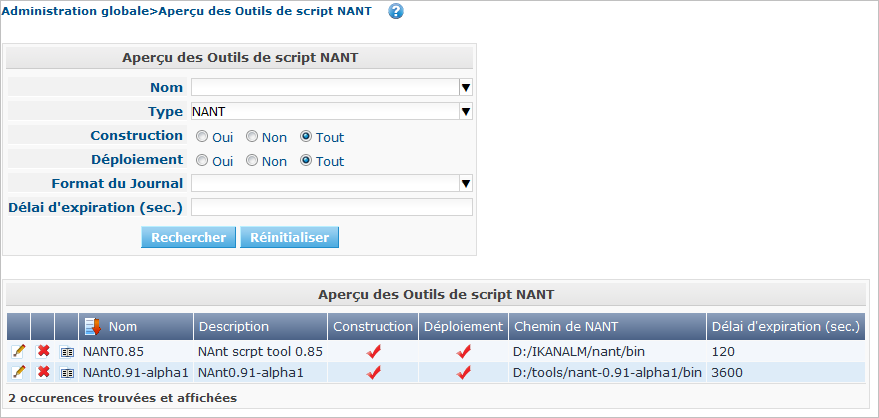 Administration globale>Aperçu des Outils de script NANT ?
Aperçu des Outils de script NANT
Nom
Type NANT
Construction Oui Non Tout
Déploiement Oui Non Tout
Format du Journal
Délai d'expiration (sec.)
Rechercher Réinitialiser
Aperçu des Outils de script NANT
Nom Description Construction Déploiement Chemin de NANT Délai d'expiration (sec.)
NANT0.85 NAnt scrpt tool 0.85 D:/IKANALM/nant/bin 120
NAnt0.91-alpha1 NAnt0.91-alpha1 D:/tools/nant-0.91-alpha1/bin 3600
2 occurences trouvées et affichées